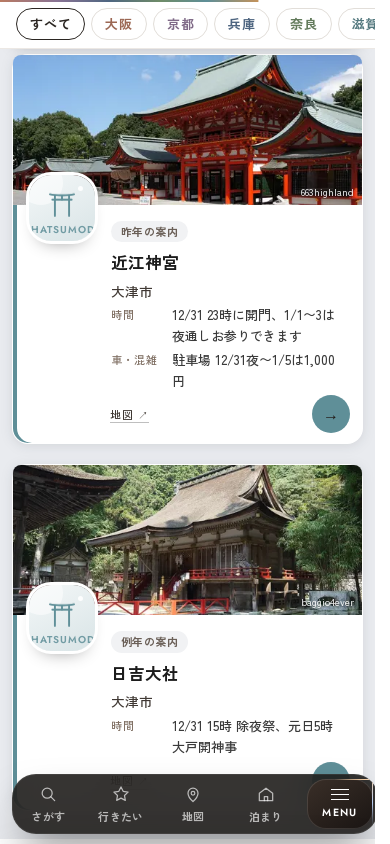 すべて 大阪 京都 兵庫 奈良
663highland
HATSUMOD
昨年の案内
近江神宮
大津市
時間 12/31 23時に開門、1/1〜3は
夜通しお参りできます
車・混雑 駐車場 12/31夜〜1/5は1,000
円
地図 ↗
→
baggio4ever
HATSUMOD
例年の案内
日吉大社
大津市
時間 12/31 15時 除夜祭、元日5時
大戸開神事
さがす 行きたい 地図 泊まり MENU